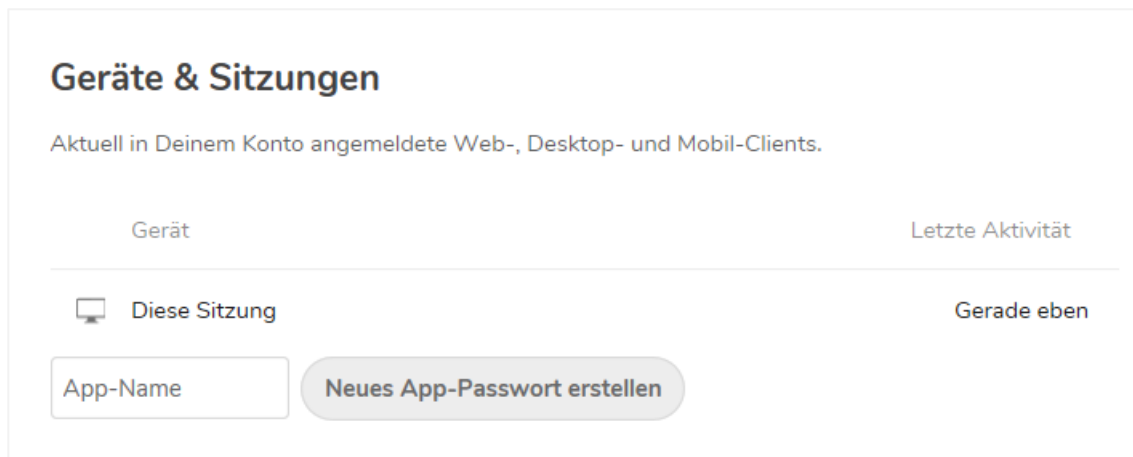 Geräte & Sitzungen
Aktuell in Deinem Konto angemeldete Web-, Desktop- und Mobil-Clients.
Gerät Letzte Aktivität
Diese Sitzung Gerade eben
App-Name Neues App-Passwort erstellen